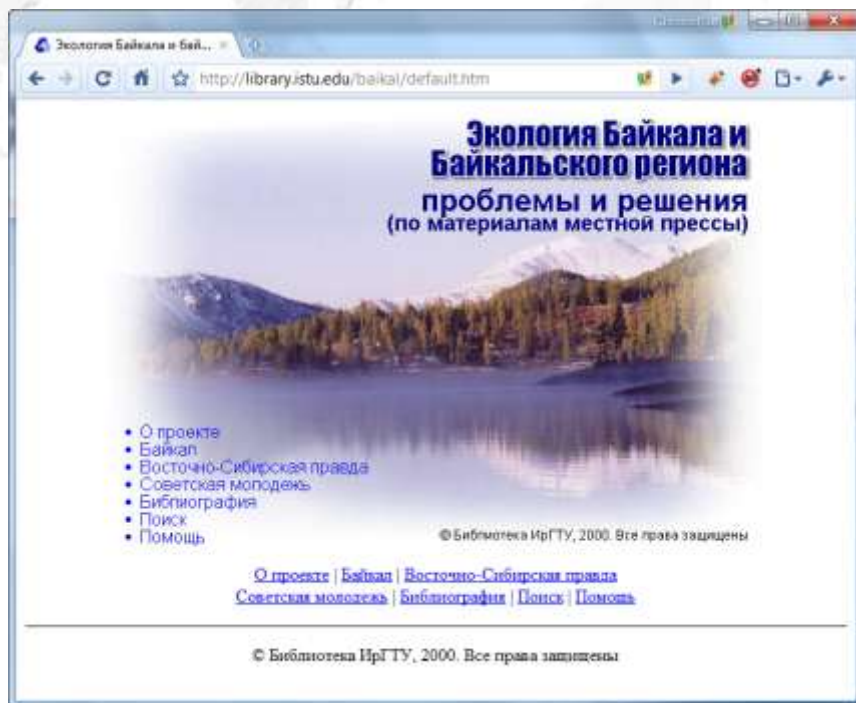 Экология Байкала и бай...
http://library.istu.edu/baikal/default.htm
Экология Байкала и
Байкальского региона
проблемы и решения
(по материалам местной прессы)
• О проекте
• Байкал
• Восточно-Сибирская правда
• Советская молодежь
• Библиография
• Поиск
• Помощь
© Библиотека ИрГТУ, 2000. Все права защищены
О проекте | Байкал | Восточно-Сибирская правда
Советская молодежь | Библиография | Поиск | Помощь
© Библиотека ИрГТУ, 2000. Все права защищены